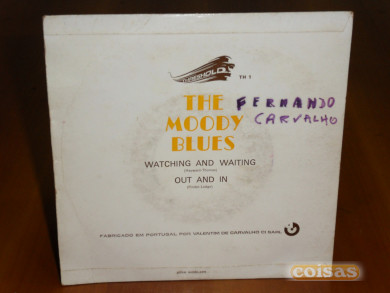 THRESHOLD
TH 1
THE
MOODY
BLUES
FERNANDO
CARVALHO
WATCHING AND WAITING
OUT AND IN
FABRICADO EM PORTUGAL POR VALENTIM DE CARVALHO CI SARL
coisas